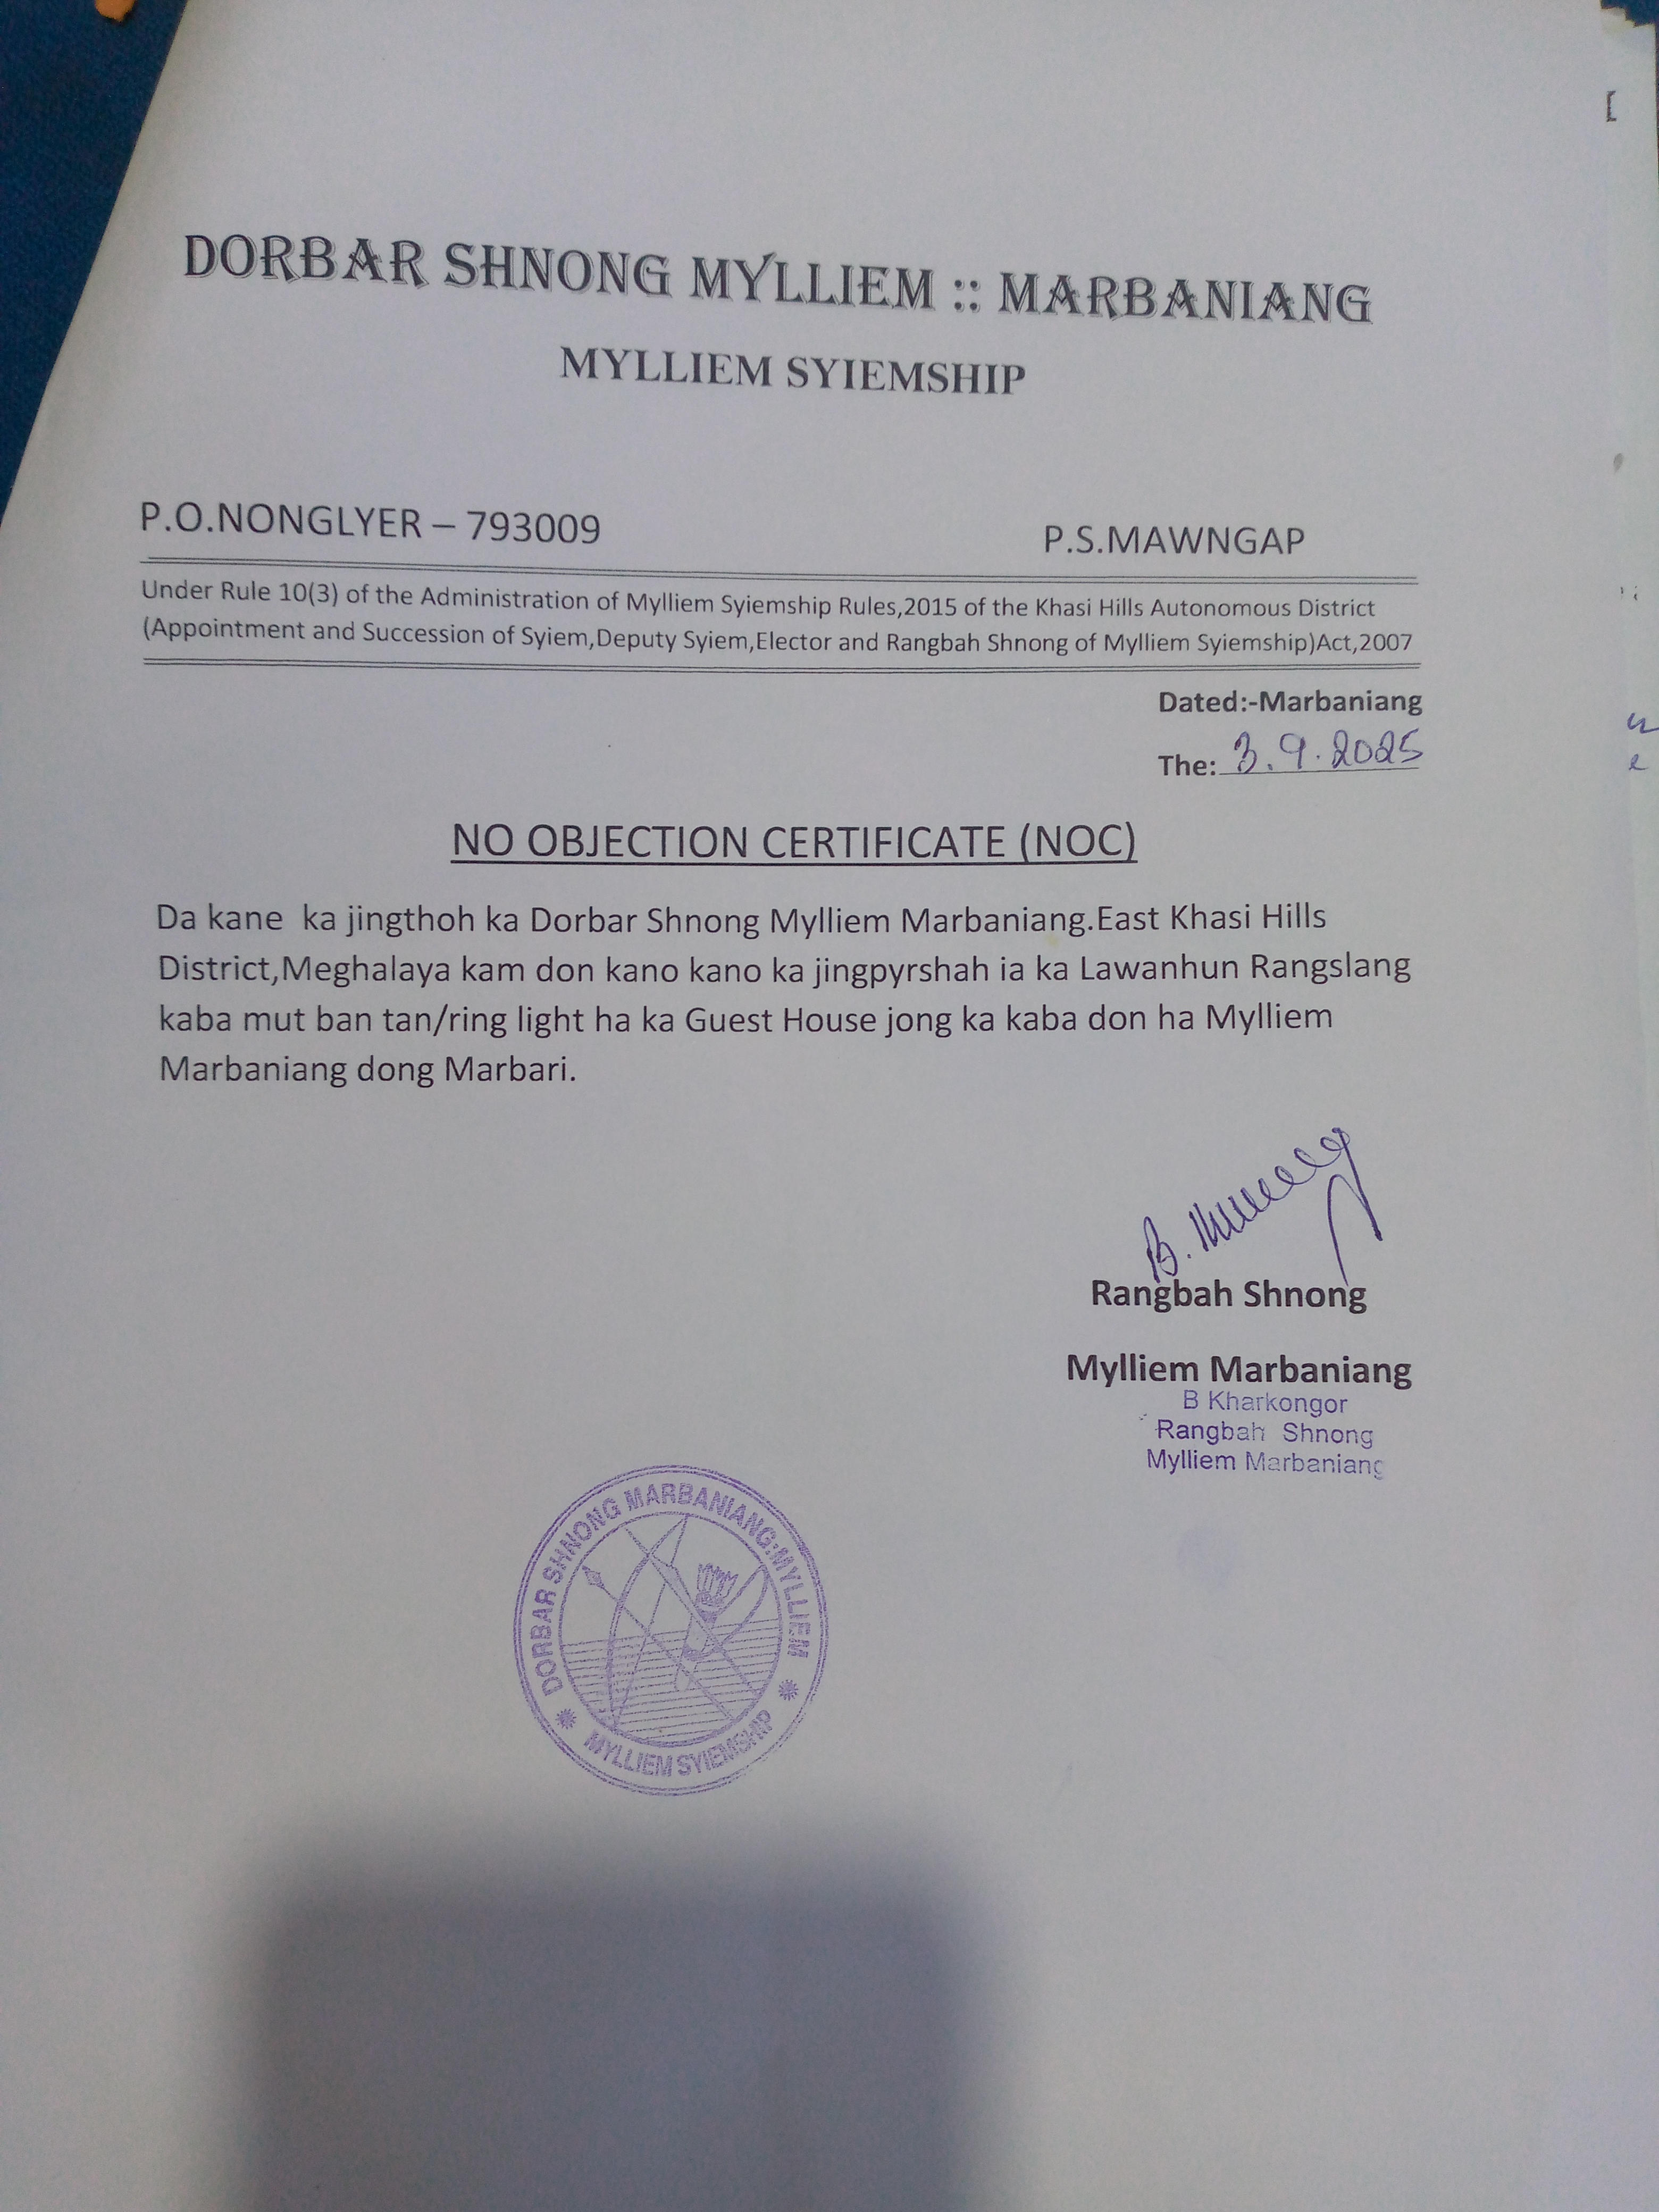 DORBAR SHNONG MYLLIEM :: MARBANIANG
MYLLIEM SYIEMSHIP
P.O.NONGLYER – 793009 P.S.MAWNGAP
Under Rule 10(3) of the Administration of Mylliem Syiemship Rules,2015 of the Khasi Hills Autonomous District
(Appointment and Succession of Syiem,Deputy Syiem,Elector and Rangbah Shnong of Mylliem Syiemship)Act,2007
Dated:-Marbaniang
The: 3.9.2025
NO OBJECTION CERTIFICATE (NOC)
Da kane ka jingthoh ka Dorbar Shnong Mylliem Marbaniang.East Khasi Hills
District,Meghalaya kam don kano kano ka jingpyrshah ia ka Lawanhun Rangslang
kaba mut ban tan/ring light ha ka Guest House jong ka kaba don ha Mylliem
Marbaniang dong Marbari.
Rangbah Shnong
Mylliem Marbaniang
B Kharkongor
Rangbah Shnong
Mylliem Marbaniang
DORBAR SHNONG MARBANIANG:MYLLIEM
MYLLIEM SYIEMSHIP